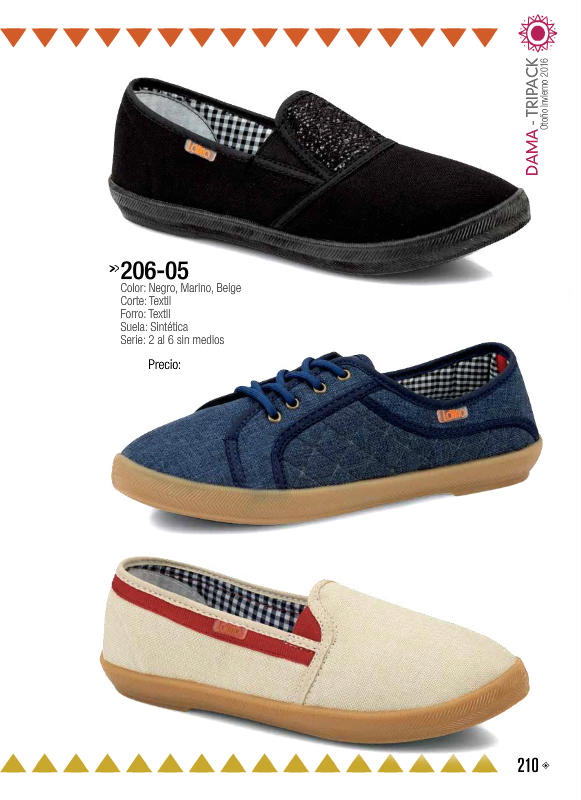 DAMA - TRIPACK
Otoño Invierno 2016
206-05
Color: Negro, Marino, Beige
Corte: Textil
Forro: Textil
Suela: Sintética
Serie: 2 al 6 sin medios
Precio:
210